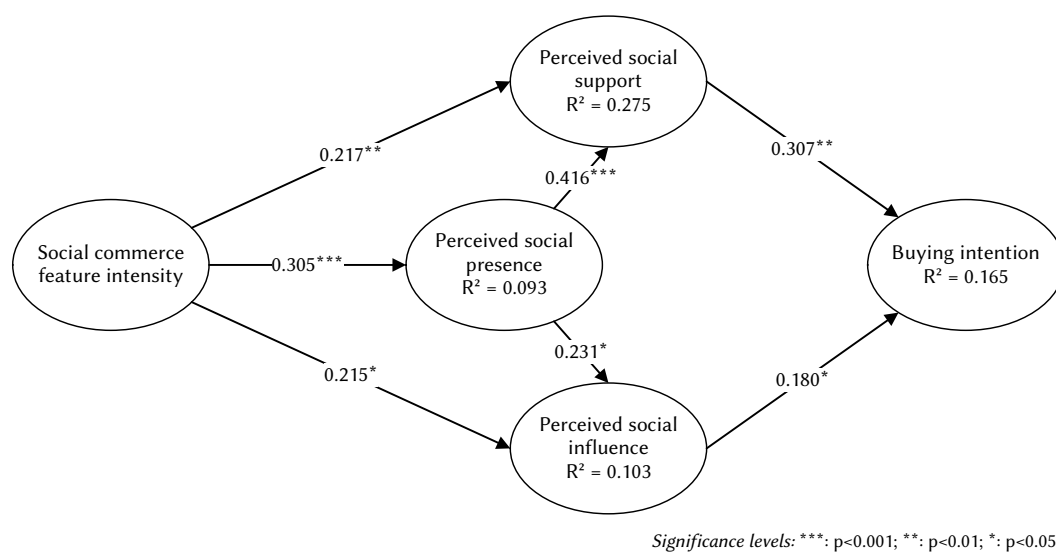 Perceived social
support
R² = 0.275
0.217**
0.307**
0.416***
Social commerce
feature intensity
0.305***
Perceived social
presence
R² = 0.093
Buying intention
R² = 0.165
0.231*
0.215*
0.180*
Perceived social
influence
R² = 0.103
Significance levels: ***: p<0.001; **: p<0.01; *: p<0.05